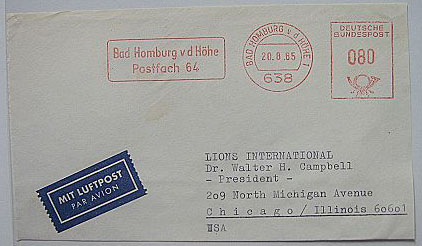 Bad Homburg v d Höhe
Postfach 64
BAD HOMBURG v d HÖHE 1
20.8.65
638
DEUTSCHE
BUNDESPOST
080
MIT LUFTPOST
PAR AVION
LIONS INTERNATIONAL
Dr. Walter H. Campbell
- President -
209 North Michigan Avenue
Chicago/Illinois 60601
USA